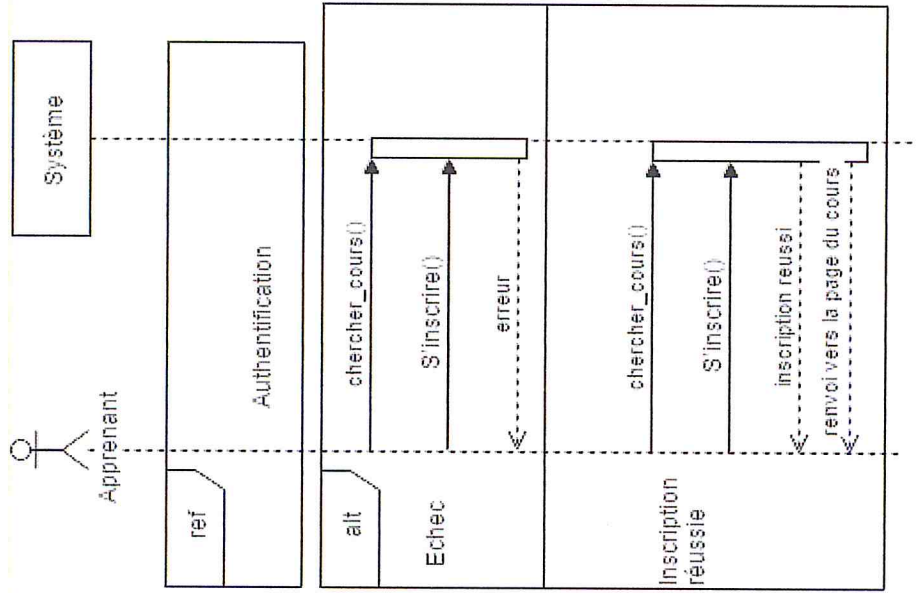 Apprenant
Système
ref
Authentification
alt
Echec
chercher_cours()
S'inscrire()
erreur
Inscription
réussie
chercher_cours()
S'inscrire()
inscription reussi
renvoi vers la page du cours